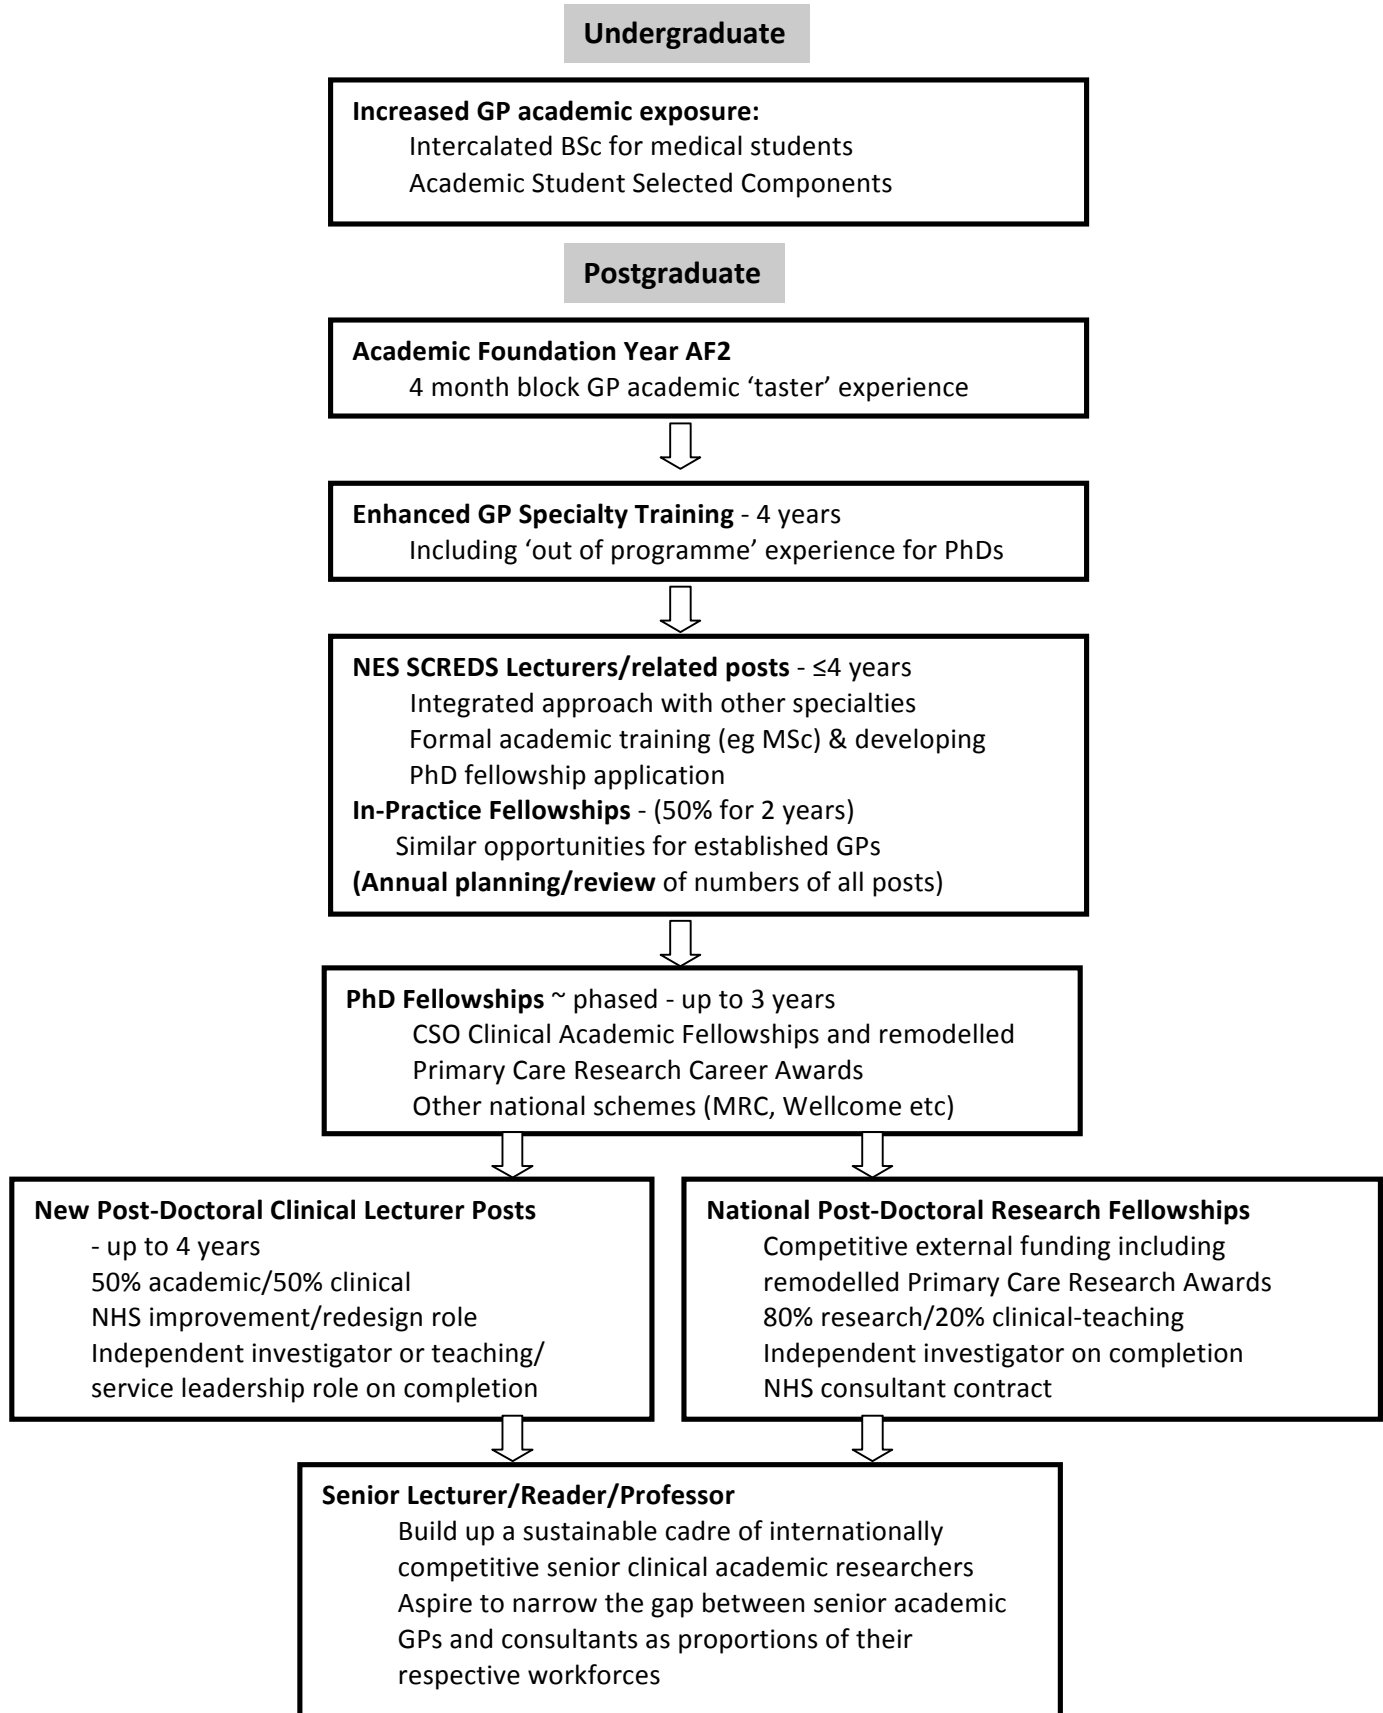 Undergraduate
Increased GP academic exposure:
Intercalated BSc for medical students
Academic Student Selected Components
Postgraduate
Academic Foundation Year AF2
4 month block GP academic ‘taster’ experience
Enhanced GP Specialty Training - 4 years
Including ‘out of programme’ experience for PhDs
NES SCREDS Lecturers/related posts - ≤4 years
Integrated approach with other specialties
Formal academic training (eg MSc) & developing
PhD fellowship application
In-Practice Fellowships - (50% for 2 years)
Similar opportunities for established GPs
(Annual planning/review of numbers of all posts)
PhD Fellowships ~ phased - up to 3 years
CSO Clinical Academic Fellowships and remodelled
Primary Care Research Career Awards
Other national schemes (MRC, Wellcome etc)
New Post-Doctoral Clinical Lecturer Posts
- up to 4 years
50% academic/50% clinical
NHS improvement/redesign role
Independent investigator or teaching/
service leadership role on completion
National Post-Doctoral Research Fellowships
Competitive external funding including
remodelled Primary Care Research Awards
80% research/20% clinical-teaching
Independent investigator on completion
NHS consultant contract
Senior Lecturer/Reader/Professor
Build up a sustainable cadre of internationally
competitive senior clinical academic researchers
Aspire to narrow the gap between senior academic
GPs and consultants as proportions of their
respective workforces